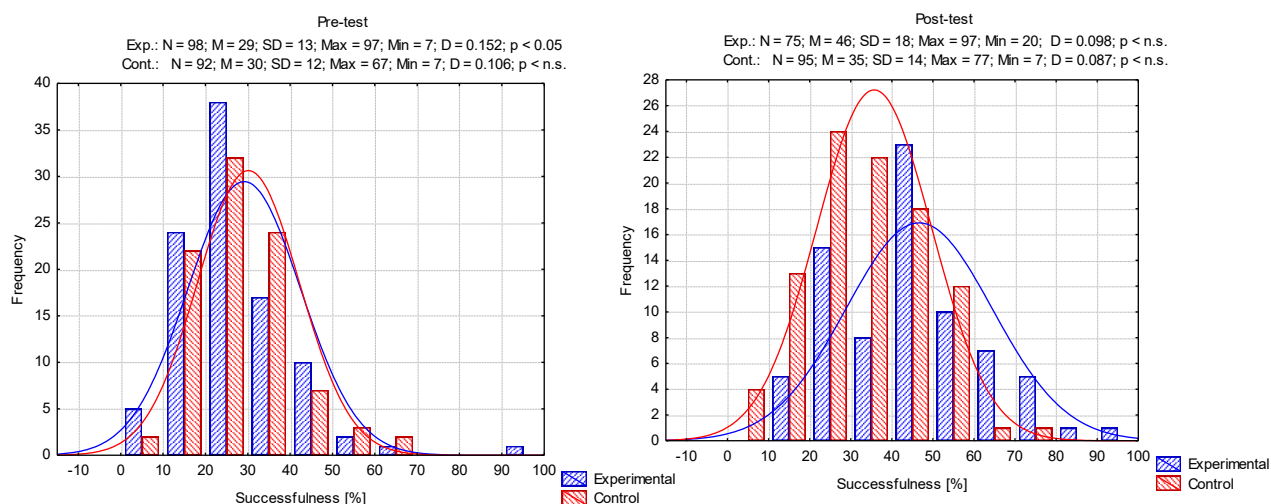 Pre-test
Exp.: N = 98; M = 29; SD = 13; Max = 97; Min = 7; D = 0.152; p < 0.05
Cont.: N = 92; M = 30; SD = 12; Max = 67; Min = 7; D = 0.106; p < n.s.
40
35
30
25
20
15
10
5
0
Frequency
-10 0 10 20 30 40 50 60 70 80 90 100
Successfulness [%]
Experimental
Control
Post-test
Exp.: N = 75; M = 46; SD = 18; Max = 97; Min = 20; D = 0.098; p < n.s.
Cont.: N = 95; M = 35; SD = 14; Max = 77; Min = 7; D = 0.087; p < n.s.
28
26
24
22
20
18
16
14
12
10
8
6
4
2
0
Frequency
-10 0 10 20 30 40 50 60 70 80 90 100
Successfulness [%]
Experimental
Control